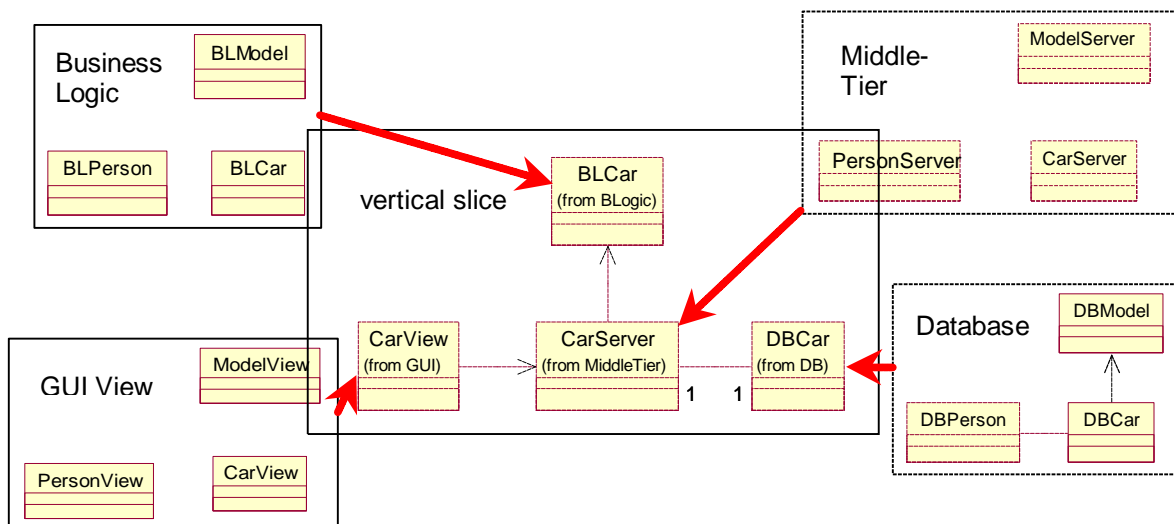 Business
Logic
BLModel
BLPerson
BLCar
Middle-
Tier
ModelServer
PersonServer
CarServer
vertical slice
BLCar
(from BLogic)
CarView
(from GUI)
CarServer
(from MiddleTier)
DBCar
(from DB)
1
1
GUI View
ModelView
PersonView
CarView
Database
DBModel
DBPerson
DBCar